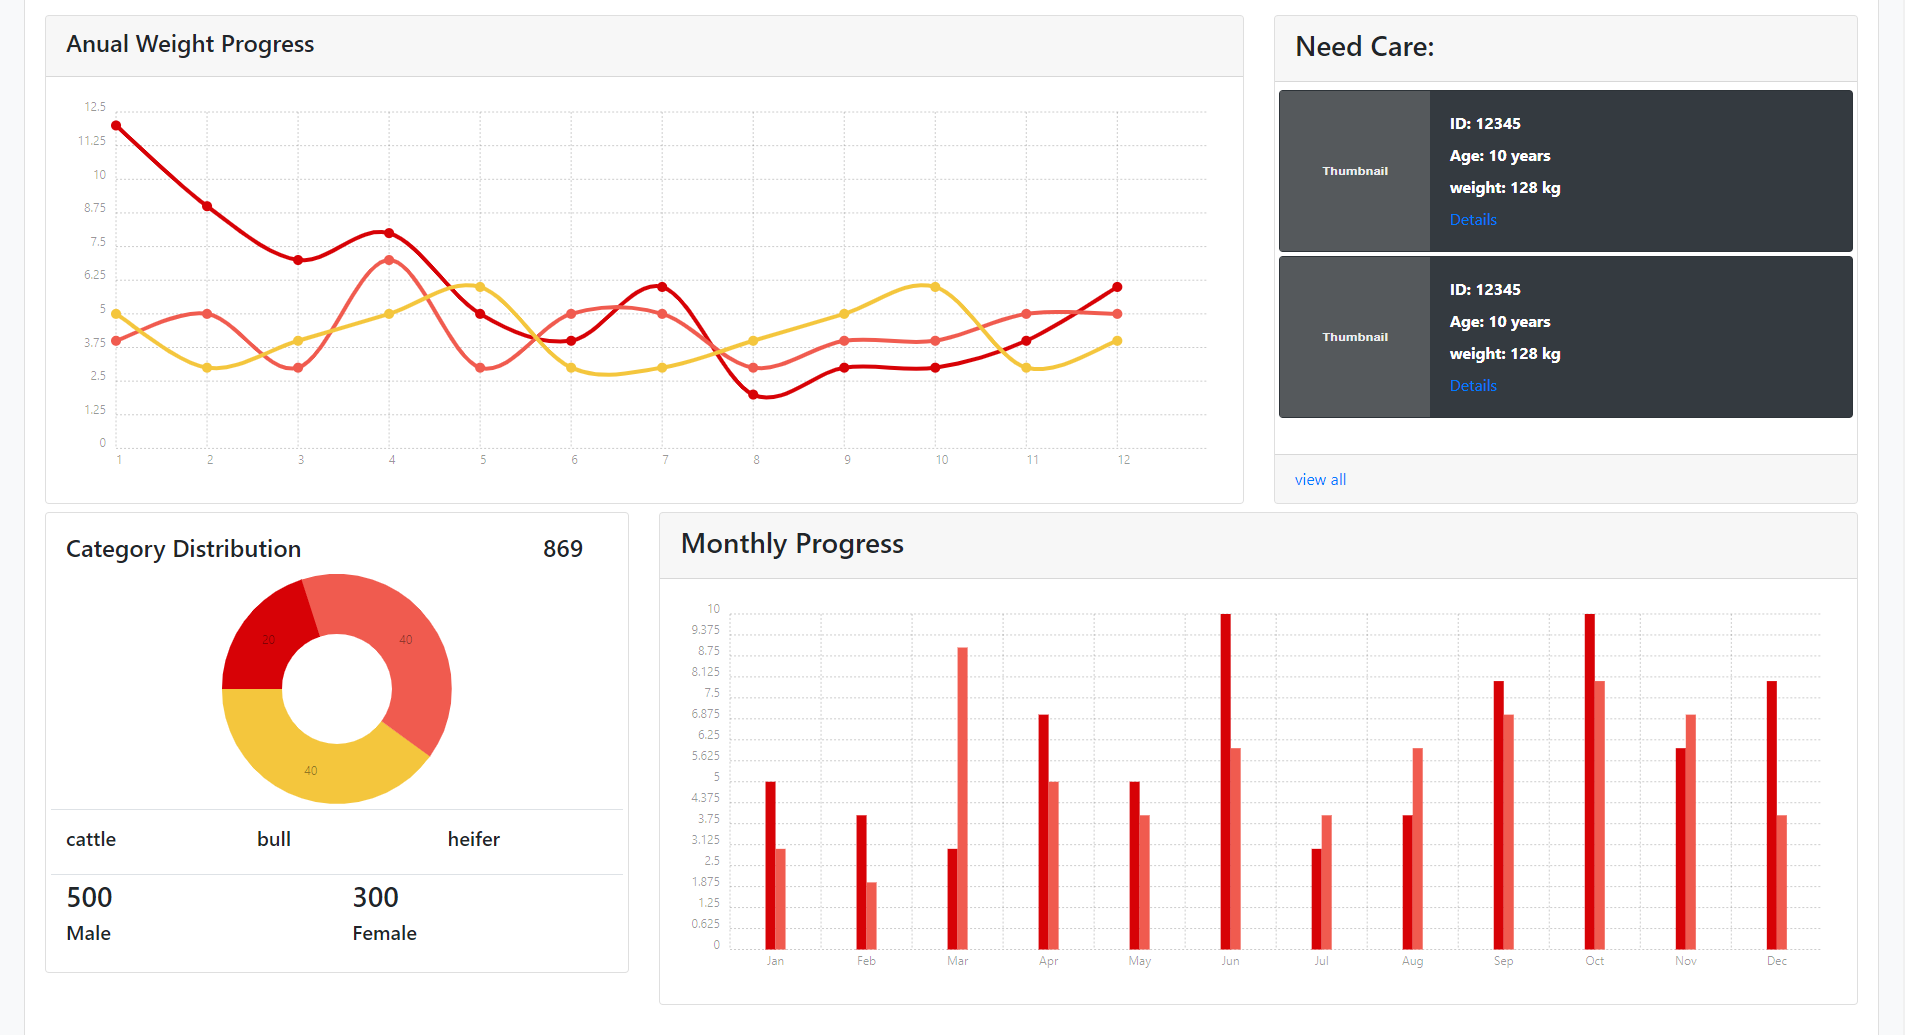 Anual Weight Progress
12.5
11.25
10
8.75
7.5
6.25
5
3.75
2.5
1.25
0
1 2 3 4 5 6 7 8 9 10 11 12
Need Care:
Thumbnail
ID: 12345
Age: 10 years
weight: 128 kg
Details
Thumbnail
ID: 12345
Age: 10 years
weight: 128 kg
Details
view all
Category Distribution 869
20
40
40
cattle bull heifer
500 300
Male Female
Monthly Progress
10
9.375
8.75
8.125
7.5
6.875
6.25
5.625
5
4.375
3.75
3.125
2.5
1.875
1.25
0.625
0
Jan Feb Mar Apr May Jun Jul Aug Sep Oct Nov Dec